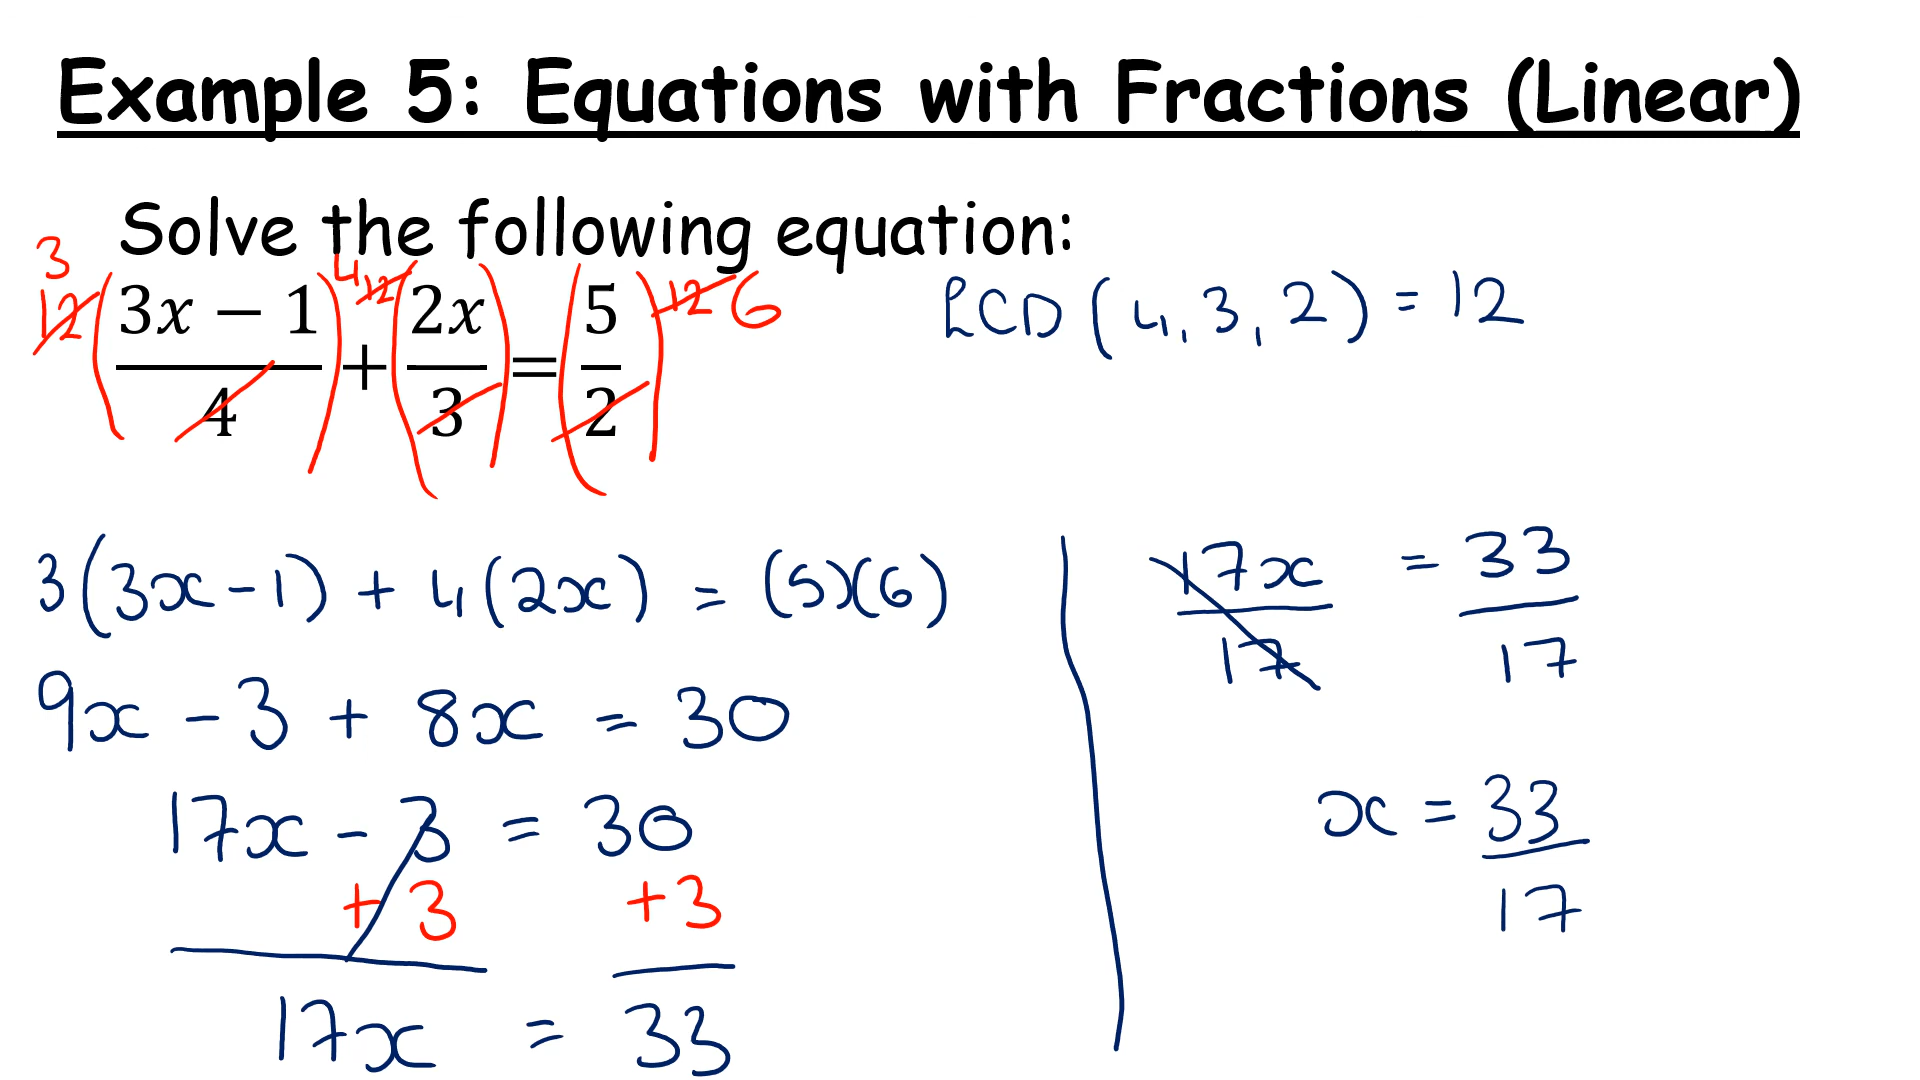 Example 5: Equations with Fractions (Linear)
Solve the following equation:
3 12 ( (3x − 1)/4 ) + 4 12 ( 2x/3 ) = ( 5/2 ) 12 6
LCD (4, 3, 2) = 12
3(3x − 1) + 4(2x) = (5)(6)
9x − 3 + 8x = 30
17x − 3 = 30
+ 3 +3
17x = 33
17x/17 = 33/17
x = 33/17